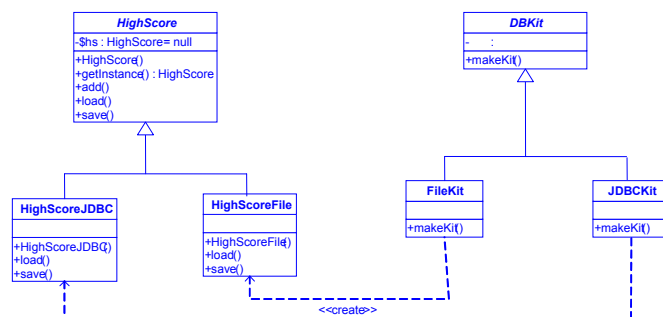 HighScore
-$hs : HighScore= null
+HighScore()
+getInstance() : HighScore
+add()
+load()
+save()
DBKit
- :
+makeKit()
HighScoreJDBC
+HighScoreJDBC()
+load()
+save()
HighScoreFile
+HighScoreFile()
+load()
+save()
FileKit
+makeKit()
JDBCKit
+makeKit()
<<create>>